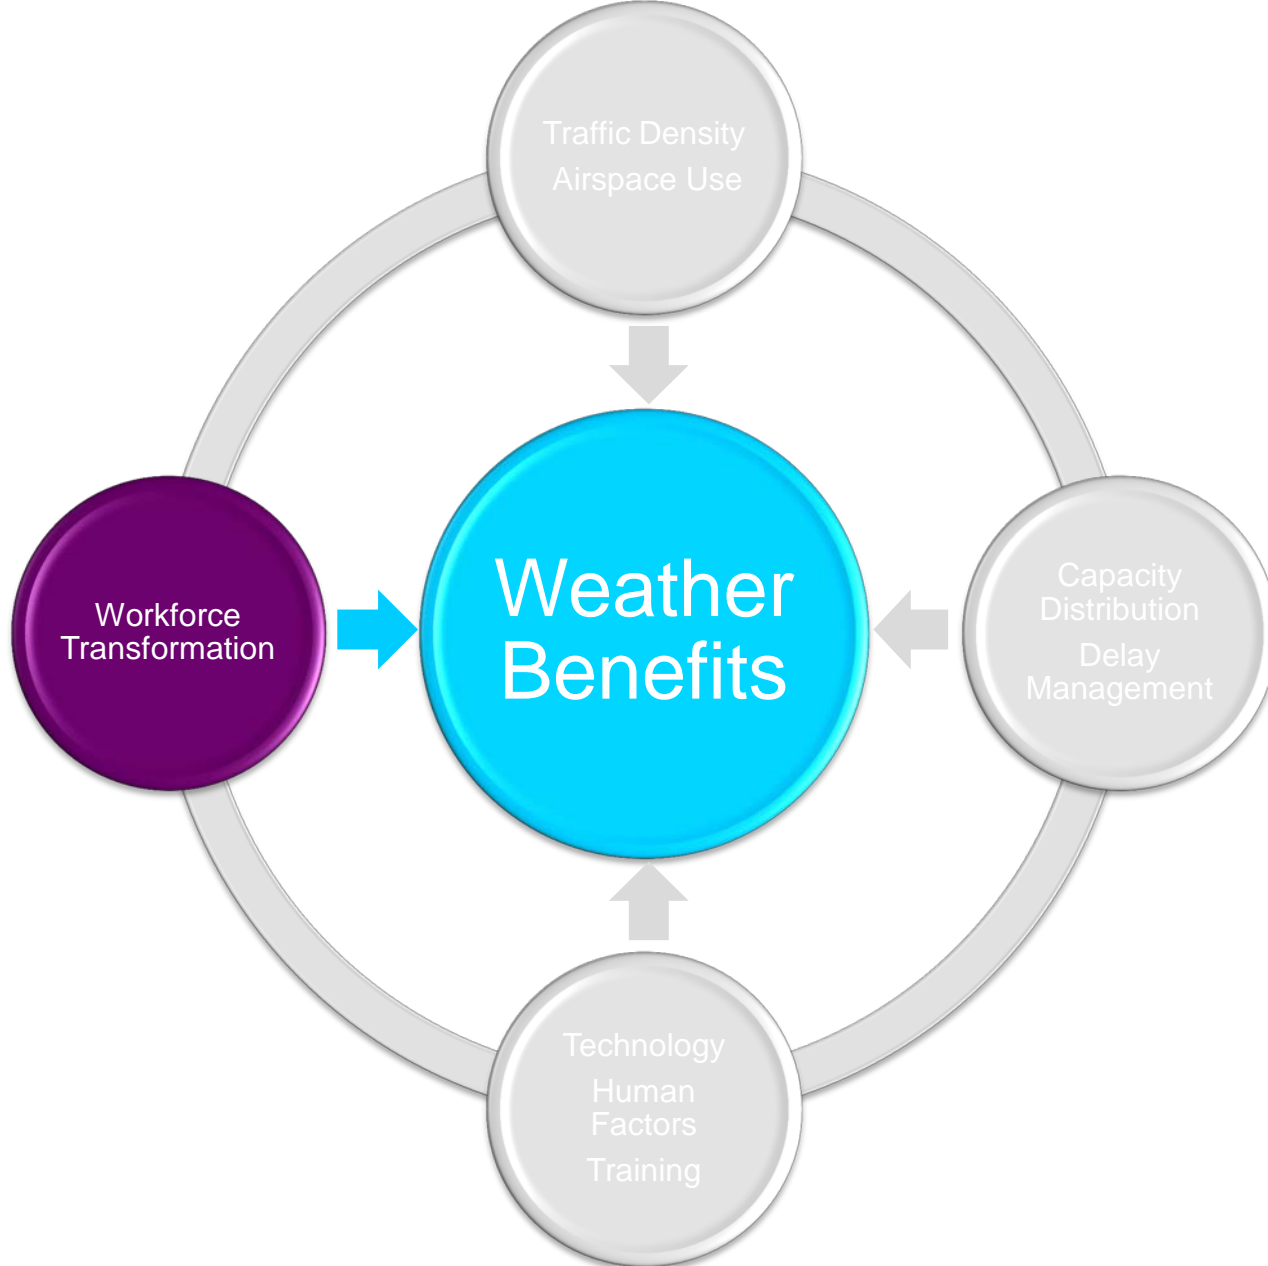 Traffic Density
Airspace Use
Workforce
Transformation
Weather
Benefits
Capacity
Distribution
Delay
Management
Technology
Human
Factors
Training